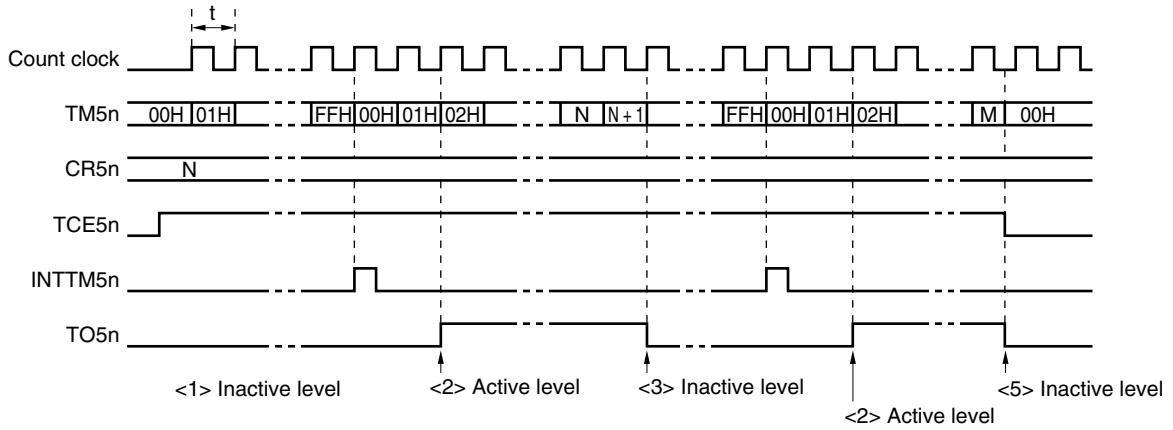 t
Count clock
TM5n 00H 01H FFH 00H 01H 02H N N + 1 FFH 00H 01H 02H M 00H
CR5n N
TCE5n
INTTM5n
TO5n
<1> Inactive level <2> Active level <3> Inactive level <5> Inactive level
<2> Active level